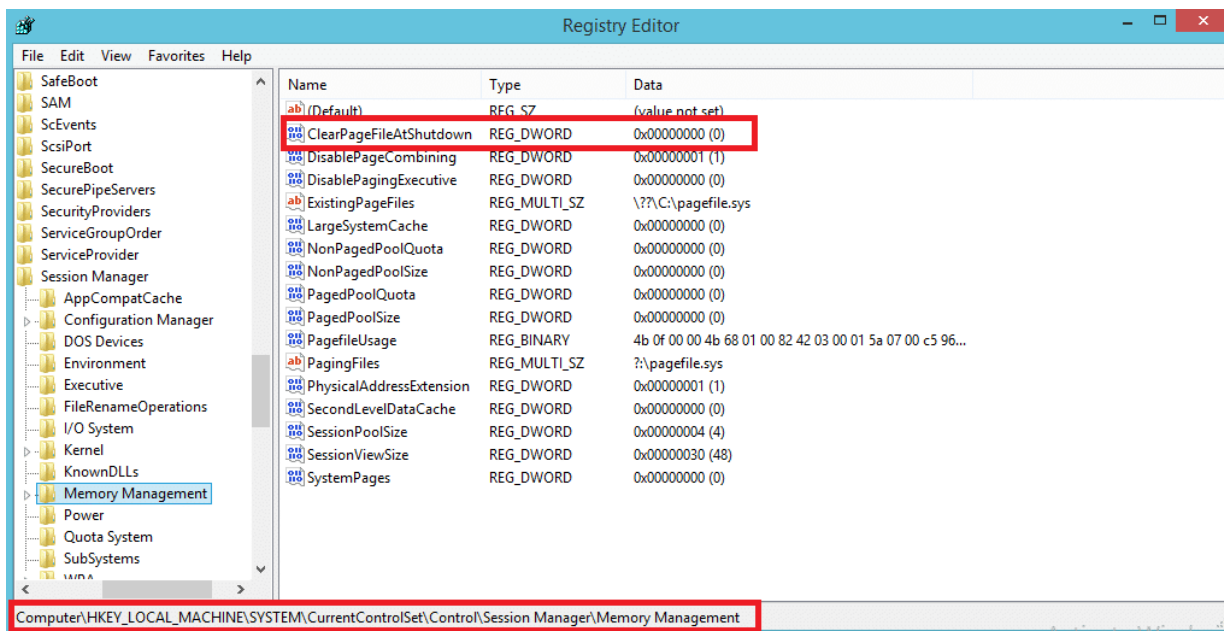 Registry Editor
File Edit View Favorites Help
SafeBoot
SAM
ScEvents
ScsiPort
SecureBoot
SecurePipeServers
SecurityProviders
ServiceGroupOrder
ServiceProvider
Session Manager
AppCompatCache
Configuration Manager
DOS Devices
Environment
Executive
FileRenameOperations
I/O System
Kernel
KnownDLLs
Memory Management
Power
Quota System
SubSystems
WPA
Name Type Data
ab (Default) REG_SZ (value not set)
ClearPageFileAtShutdown REG_DWORD 0x00000000 (0)
DisablePageCombining REG_DWORD 0x00000001 (1)
DisablePagingExecutive REG_DWORD 0x00000000 (0)
ab ExistingPageFiles REG_MULTI_SZ \??\C:\pagefile.sys
LargeSystemCache REG_DWORD 0x00000000 (0)
NonPagedPoolQuota REG_DWORD 0x00000000 (0)
NonPagedPoolSize REG_DWORD 0x00000000 (0)
PagedPoolQuota REG_DWORD 0x00000000 (0)
PagedPoolSize REG_DWORD 0x00000000 (0)
PagefileUsage REG_BINARY 4b 0f 00 00 4b 68 01 00 82 42 03 00 01 5a 07 00 c5 96...
ab PagingFiles REG_MULTI_SZ ?:\pagefile.sys
PhysicalAddressExtension REG_DWORD 0x00000001 (1)
SecondLevelDataCache REG_DWORD 0x00000000 (0)
SessionPoolSize REG_DWORD 0x00000004 (4)
SessionViewSize REG_DWORD 0x00000030 (48)
SystemPages REG_DWORD 0x00000000 (0)
Computer\HKEY_LOCAL_MACHINE\SYSTEM\CurrentControlSet\Control\Session Manager\Memory Management